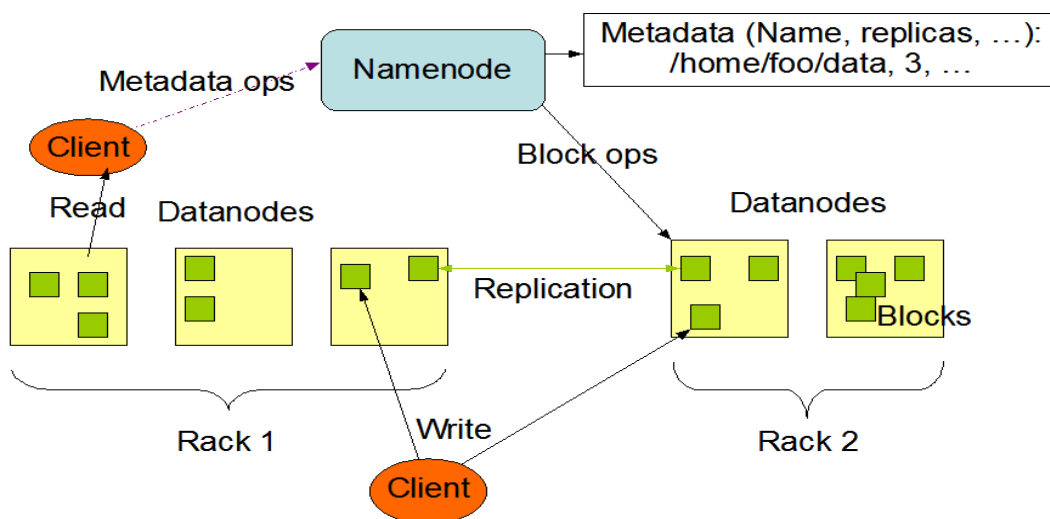 Metadata (Name, replicas, …):
/home/foo/data, 3, …
Namenode
Metadata ops
Client
Block ops
Read
Datanodes
Datanodes
Replication
Blocks
Rack 1
Write
Rack 2
Client